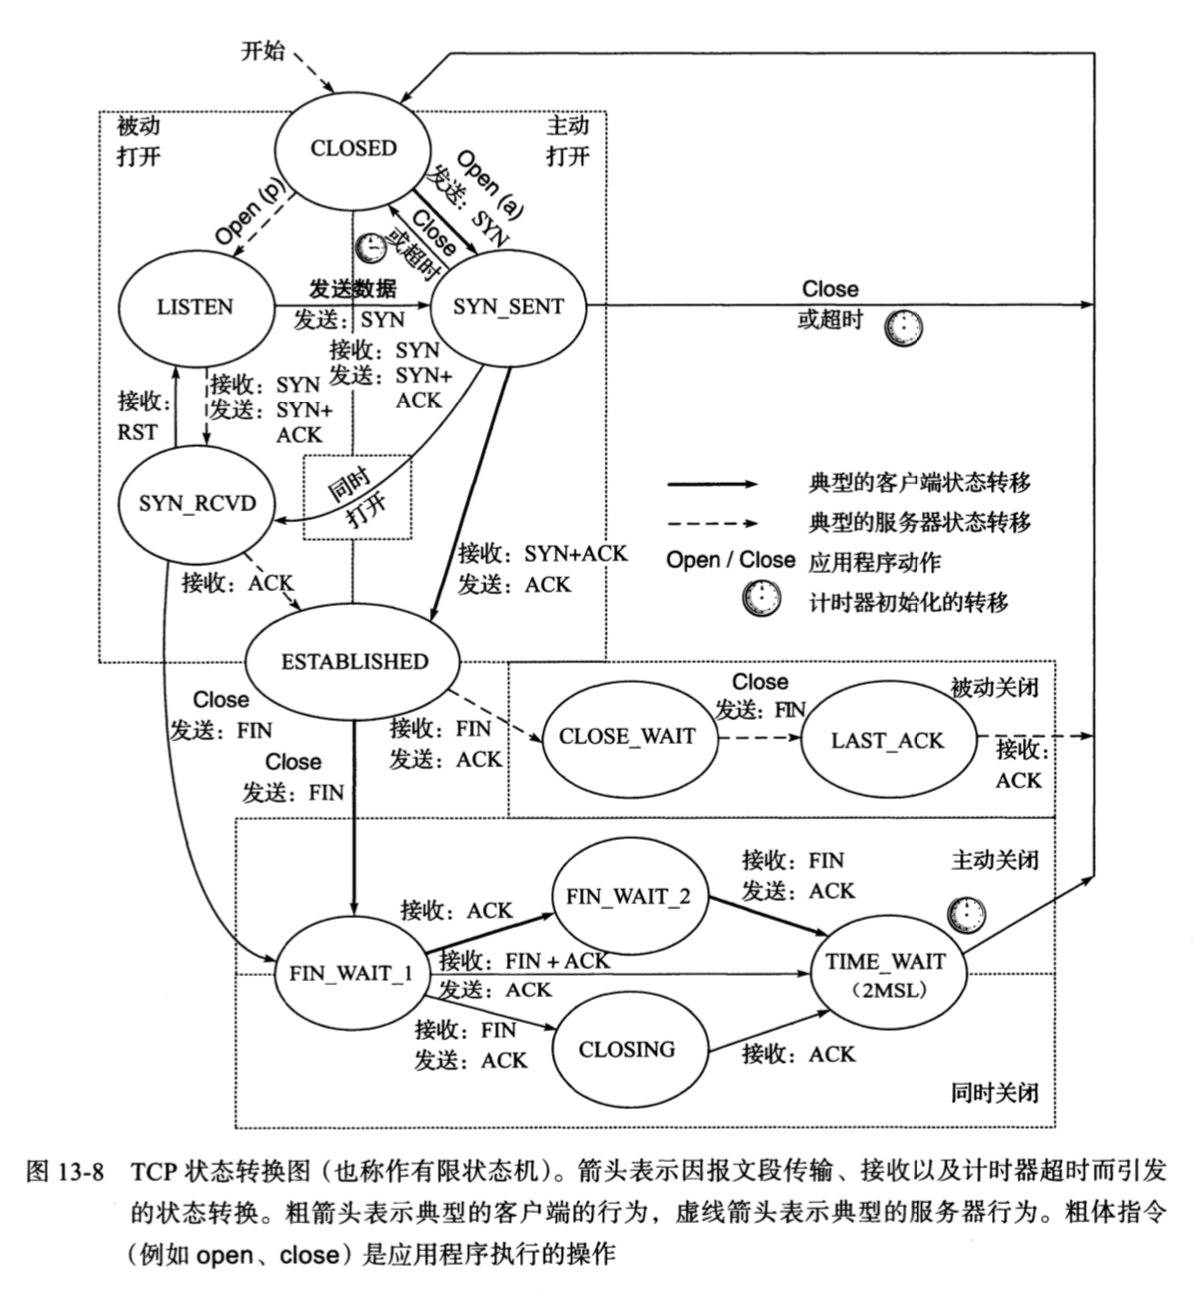 开始
被动
打开
主动
打开
CLOSED
Open (p)
Open (a)
发送：SYN
Close
或超时
LISTEN
发送数据
发送：SYN
SYN_SENT
Close
或超时
接收：SYN
发送：SYN+
ACK
接收：
RST
接收：SYN
发送：SYN+
ACK
SYN_RCVD
同时
打开
典型的客户端状态转移
典型的服务器状态转移
Open / Close 应用程序动作
计时器初始化的转移
接收：SYN+ACK
发送：ACK
接收：ACK
ESTABLISHED
Close
发送：FIN
接收：FIN
发送：ACK
Close
发送：FIN
CLOSE_WAIT
Close
发送：FIN
LAST_ACK
被动关闭
接收：
ACK
主动关闭
FIN_WAIT_2
接收：FIN
发送：ACK
接收：ACK
FIN_WAIT_1
接收：FIN + ACK
发送：ACK
TIME_WAIT
（2MSL）
接收：FIN
发送：ACK
CLOSING
接收：ACK
同时关闭
图 13-8 TCP 状态转换图（也称作有限状态机）。箭头表示因报文段传输、接收以及计时器超时而引发
的状态转换。粗箭头表示典型的客户端的行为，虚线箭头表示典型的服务器行为。粗体指令
（例如 open、close）是应用程序执行的操作